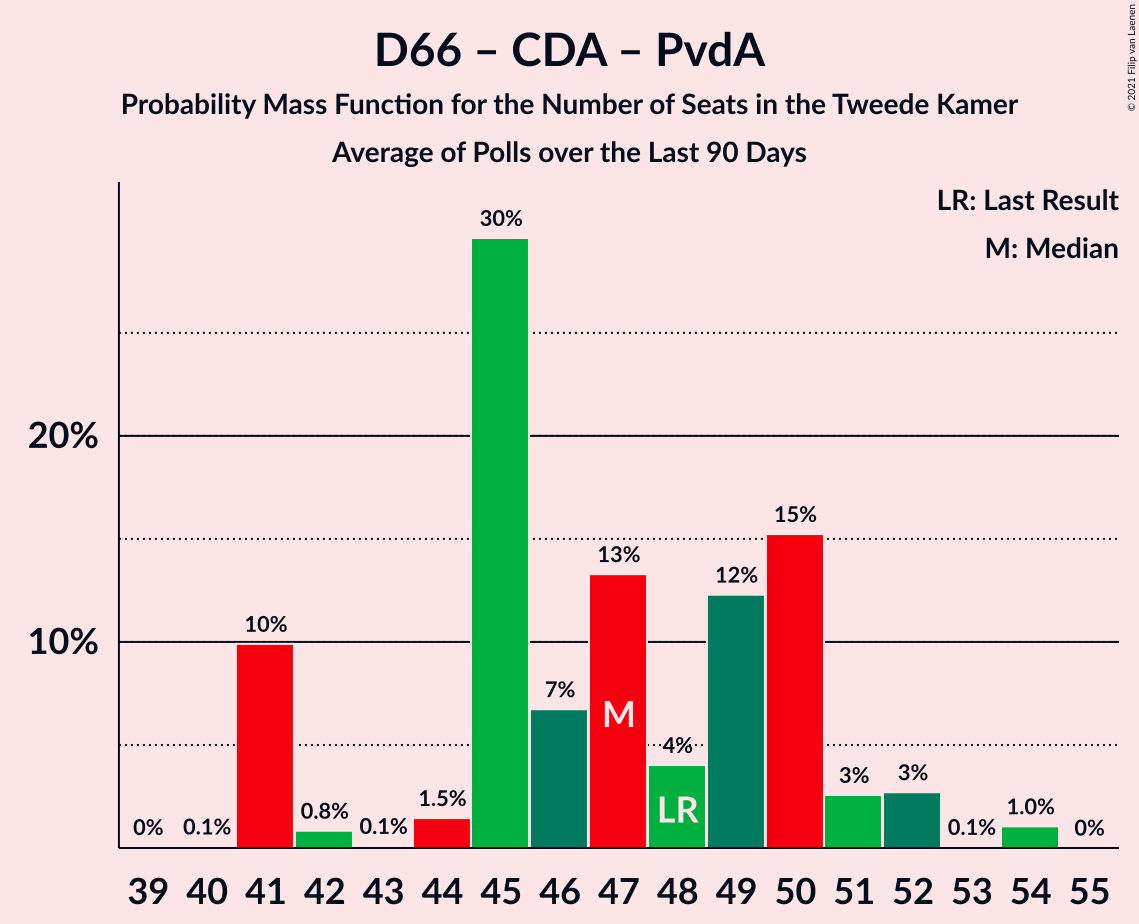 D66 – CDA – PvdA
Probability Mass Function for the Number of Seats in the Tweede Kamer
Average of Polls over the Last 90 Days
© 2021 Filip van Laenen
LR: Last Result
M: Median
20%
10%
0%
0.1%
10%
0.8%
0.1%
1.5%
30%
7%
13%
4%
12%
15%
3%
3%
0.1%
1.0%
0%
M
LR
39 40 41 42 43 44 45 46 47 48 49 50 51 52 53 54 55